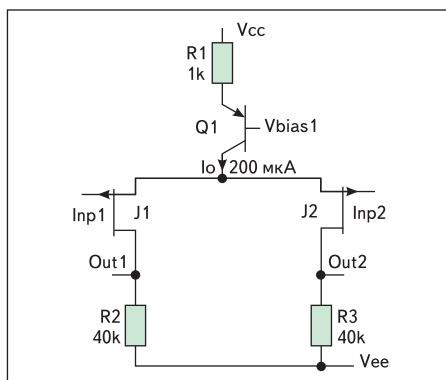 Vcc
R1
1k
Q1
Vbias1
Io 200 мкА
Inp1
J1
J2
Inp2
Out1
Out2
R2
40k
R3
40k
Vee